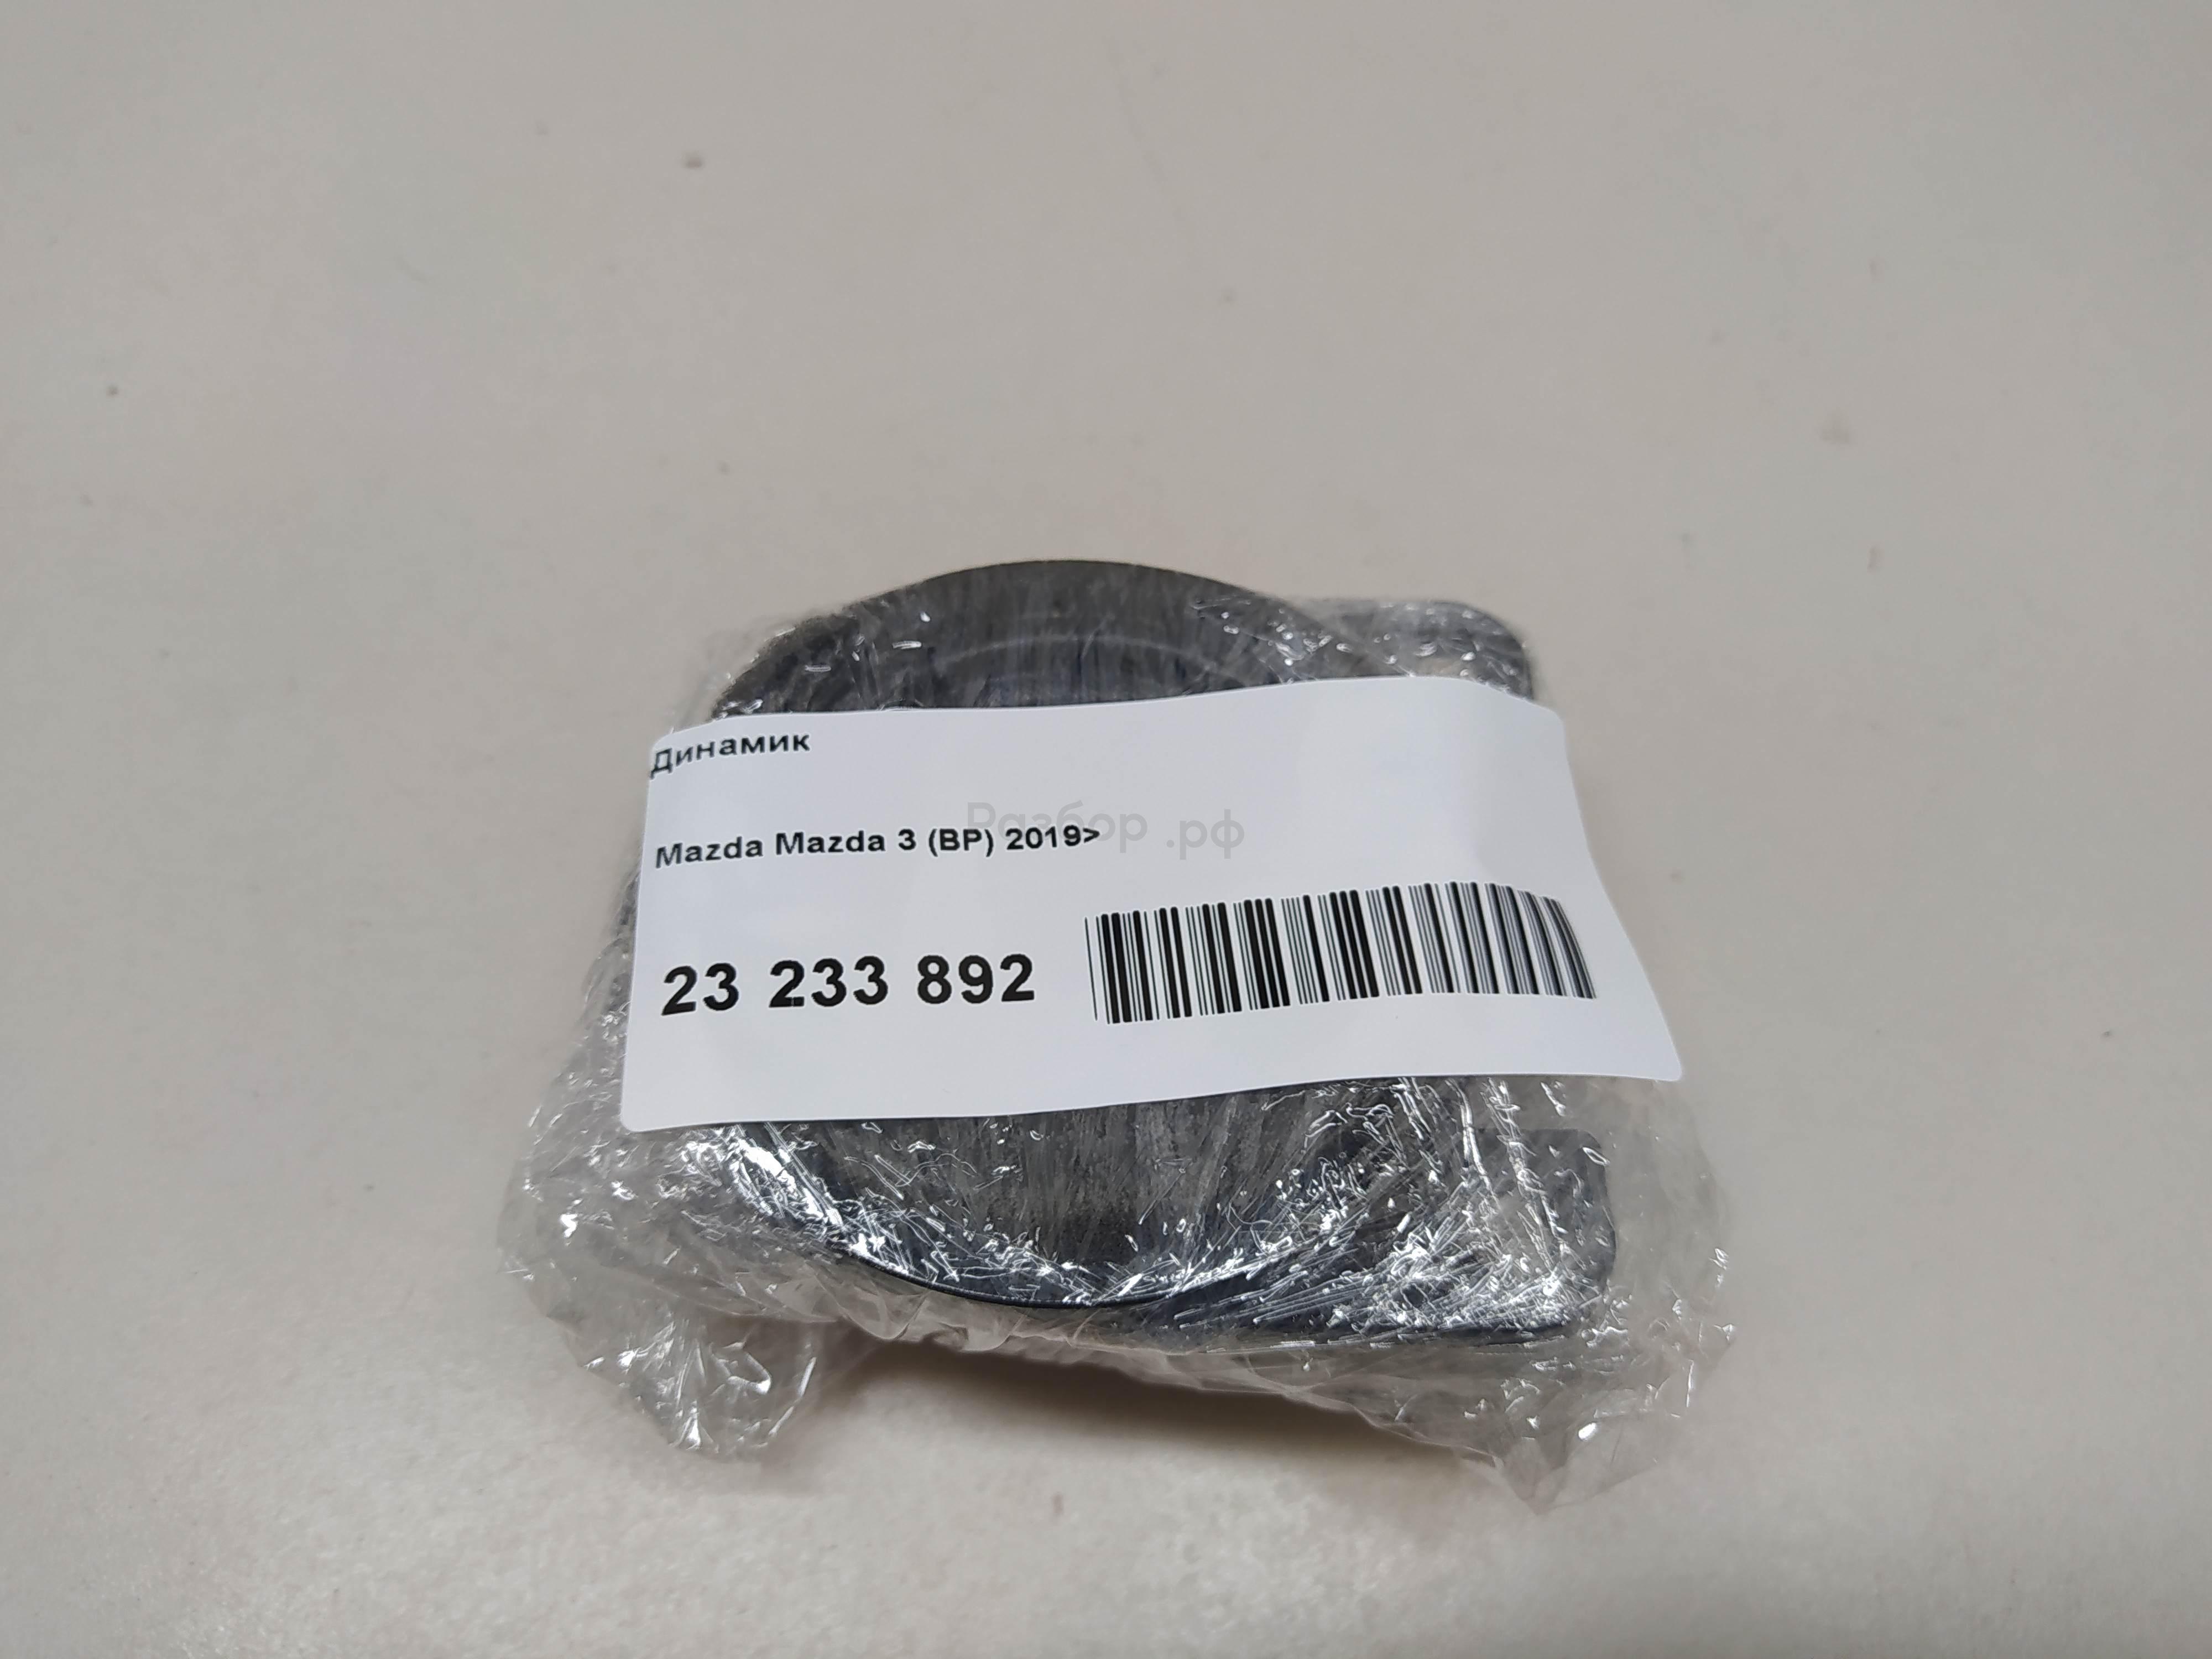 Динамик
Разбор.рф
Mazda Mazda 3 (BP) 2019>
23 233 892